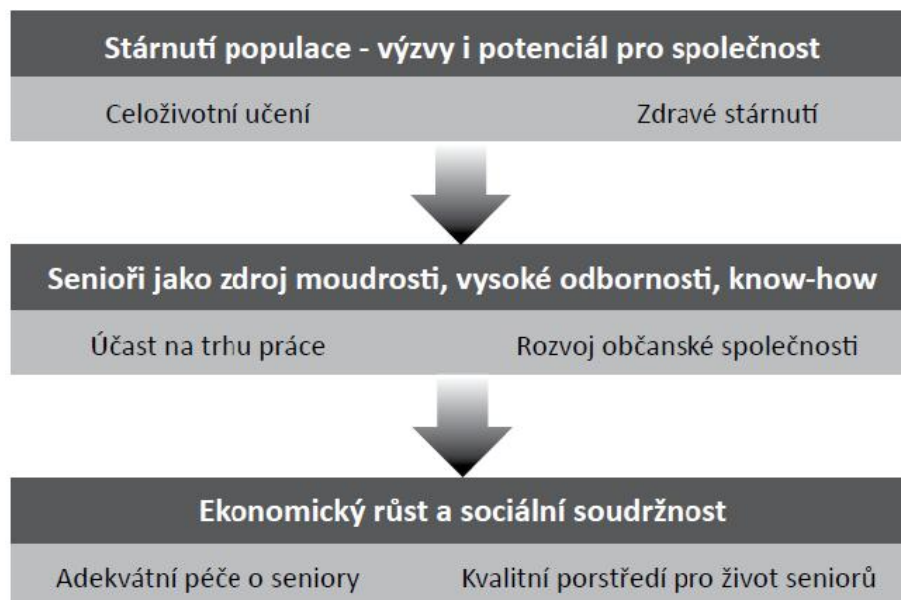 Stárnutí populace - výzvy i potenciál pro společnost
Celoživotní učení Zdravé stárnutí
Senioři jako zdroj moudrosti, vysoké odbornosti, know-how
Účast na trhu práce Rozvoj občanské společnosti
Ekonomický růst a sociální soudržnost
Adekvátní péče o seniory Kvalitní porstředí pro život seniorů